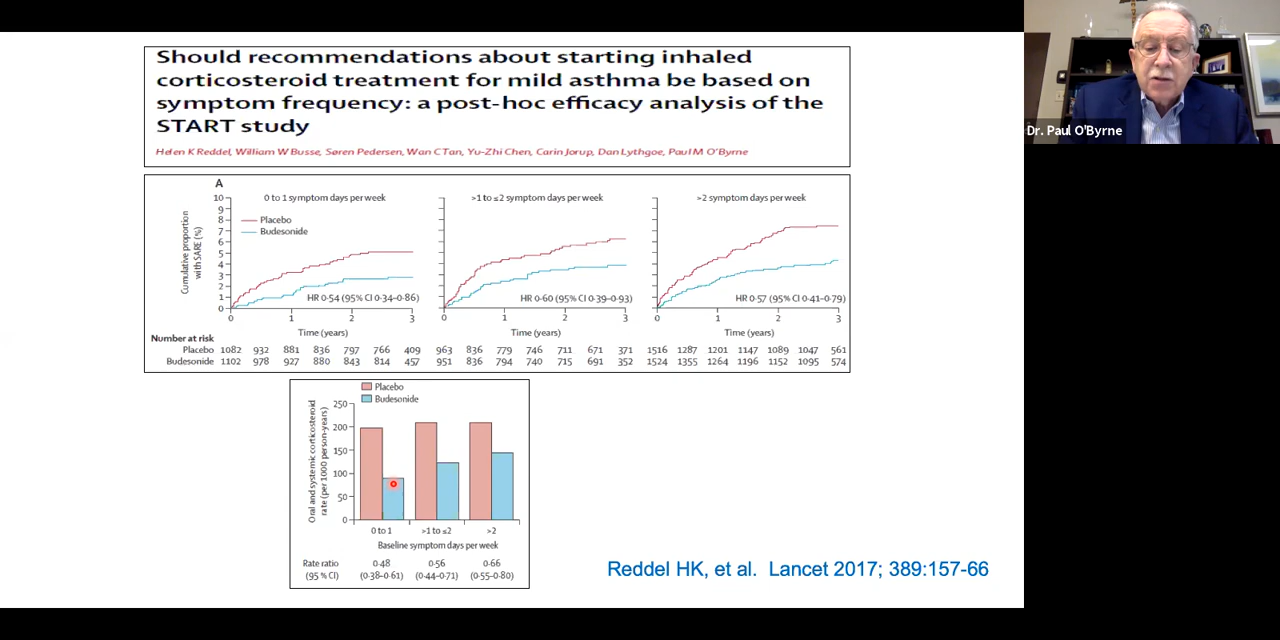 Should recommendations about starting inhaled
corticosteroid treatment for mild asthma be based on
symptom frequency: a post-hoc efficacy analysis of the
START study
Helen K Reddel, William W Busse, Søren Pedersen, Wan C Tan, Yu-Zhi Chen, Carin Jorup, Dan Lythgoe, Paul M O'Byrne
Dr. Paul O'Byrne
A
0 to 1 symptom days per week
>1 to ≤2 symptom days per week
>2 symptom days per week
Cumulative proportion
with SARE (%)
10
9
8
7
6
5
4
3
2
1
0
Placebo
Budesonide
HR 0·54 (95% CI 0·34–0·86)
HR 0·60 (95% CI 0·39–0·93)
HR 0·57 (95% CI 0·41–0·79)
0 1 2 3 0 1 2 3 0 1 2 3
Time (years) Time (years) Time (years)
Number at risk
Placebo 1082 932 881 836 797 766 409 963 836 779 746 711 671 371 1516 1287 1201 1147 1089 1047 561
Budesonide 1102 978 927 880 843 814 457 951 836 794 740 715 691 352 1524 1355 1264 1196 1152 1095 574
Placebo
Budesonide
Oral and systemic corticosteroid
rate (per 1000 person-years)
250
200
150
100
50
0
0 to 1 >1 to ≤2 >2
Baseline symptom days per week
Rate ratio 0·48 0·56 0·66
(95% CI) (0·38–0·61) (0·44–0·71) (0·55–0·80)
Reddel HK, et al. Lancet 2017; 389:157-66